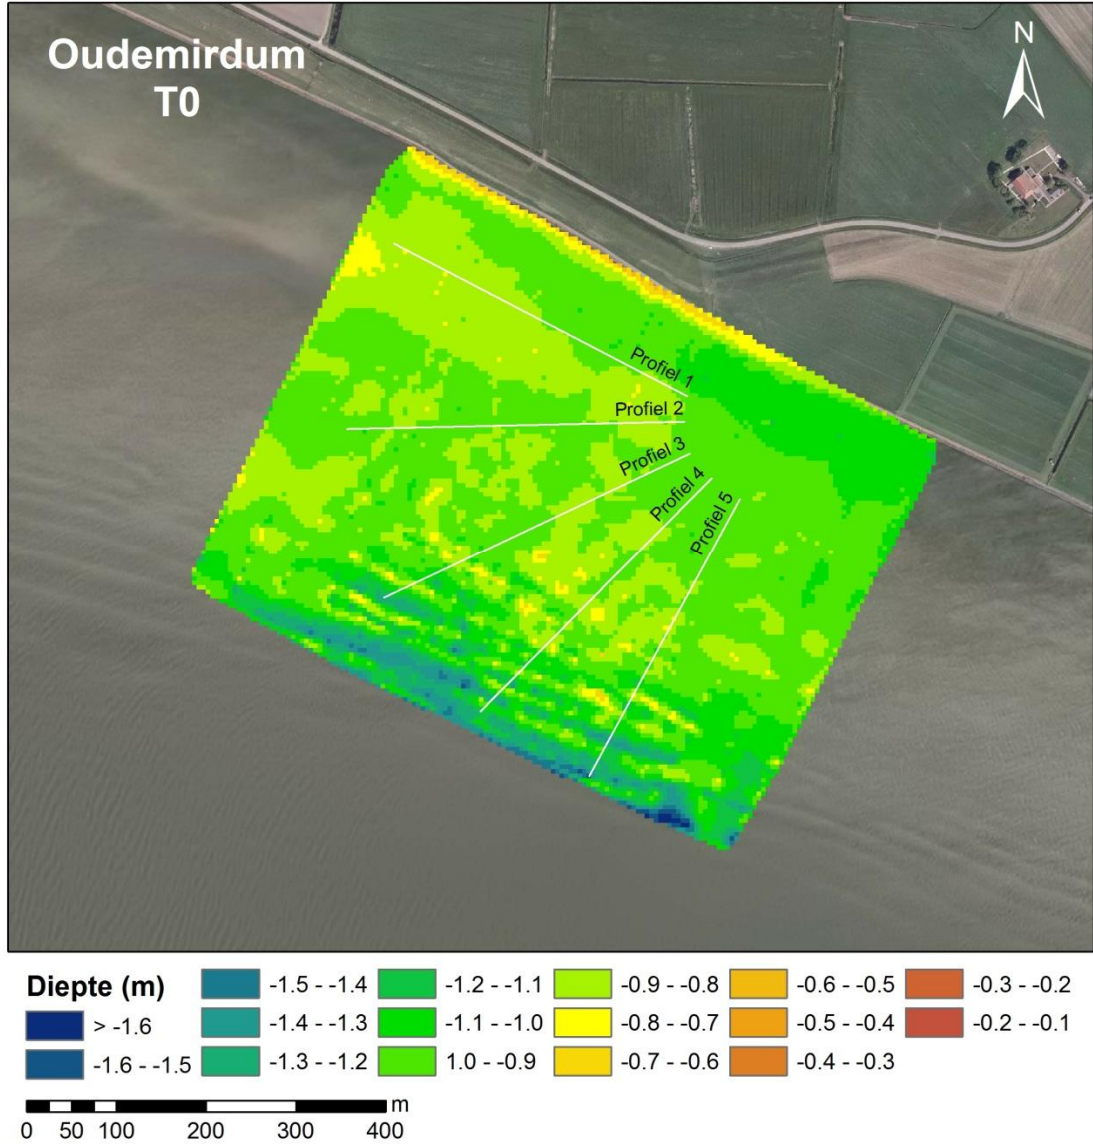 Oudemirdum
T0
N
Profiel 1
Profiel 2
Profiel 3
Profiel 4
Profiel 5
Diepte (m)
> -1.6
-1.6 - -1.5
-1.5 - -1.4
-1.4 - -1.3
-1.3 - -1.2
-1.2 - -1.1
-1.1 - -1.0
1.0 - -0.9
-0.9 - -0.8
-0.8 - -0.7
-0.7 - -0.6
-0.6 - -0.5
-0.5 - -0.4
-0.4 - -0.3
-0.3 - -0.2
-0.2 - -0.1
m
0 50 100 200 300 400